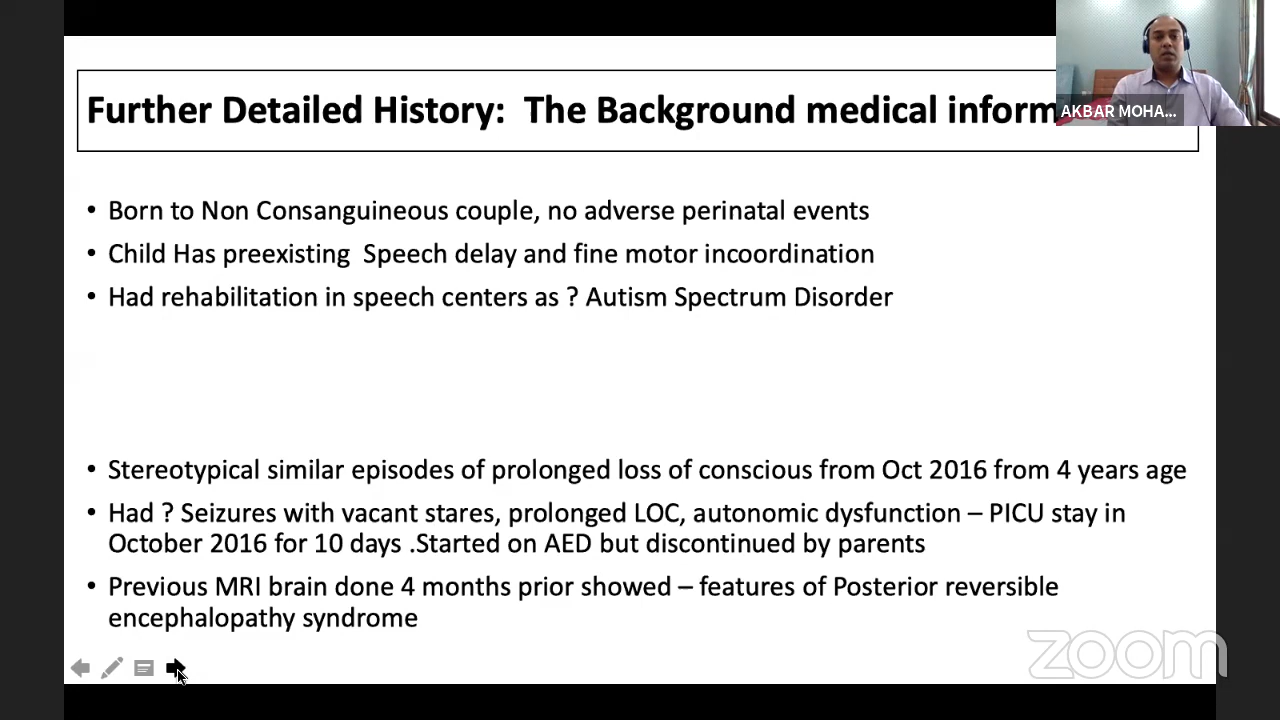 Further Detailed History: The Background medical inform
AKBAR MOHA...
• Born to Non Consanguineous couple, no adverse perinatal events
• Child Has preexisting Speech delay and fine motor incoordination
• Had rehabilitation in speech centers as ? Autism Spectrum Disorder
• Stereotypical similar episodes of prolonged loss of conscious from Oct 2016 from 4 years age
• Had ? Seizures with vacant stares, prolonged LOC, autonomic dysfunction – PICU stay in
October 2016 for 10 days .Started on AED but discontinued by parents
• Previous MRI brain done 4 months prior showed – features of Posterior reversible
encephalopathy syndrome
zoom